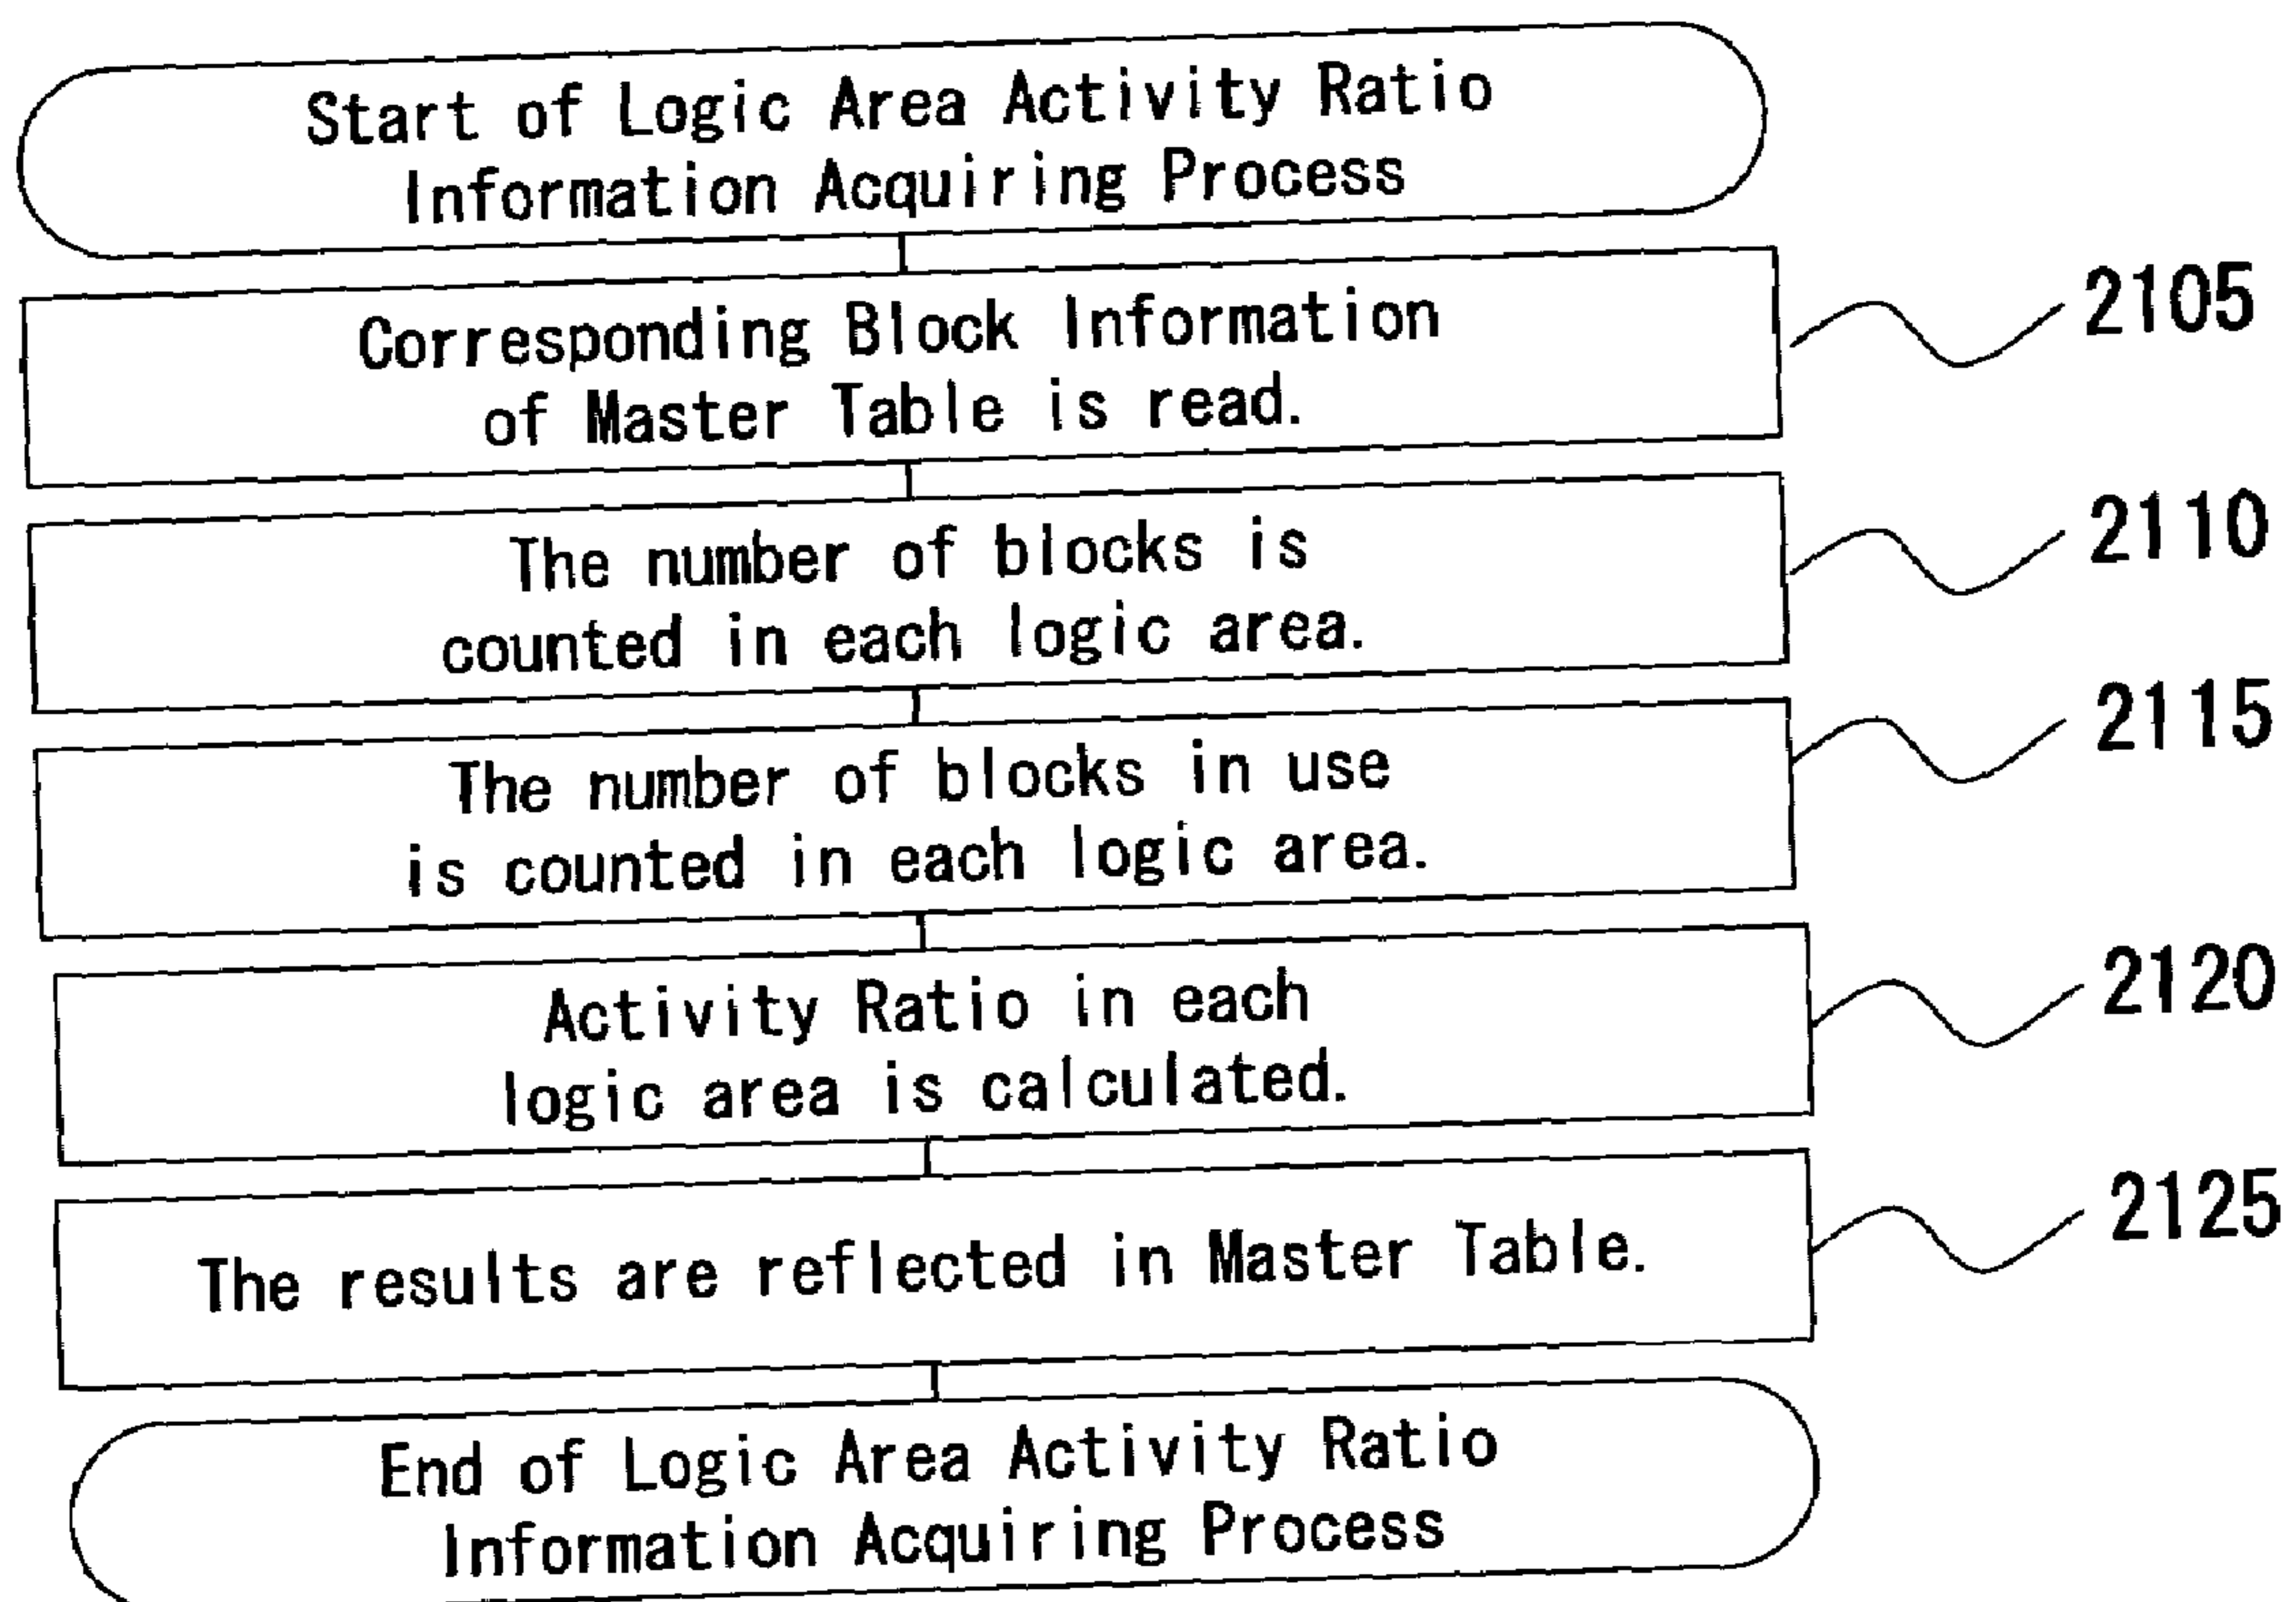 Start of Logic Area Activity Ratio
Information Acquiring Process
Corresponding Block Information
of Master Table is read.
2105
The number of blocks is
counted in each logic area.
2110
The number of blocks in use
is counted in each logic area.
2115
Activity Ratio in each
logic area is calculated.
2120
The results are reflected in Master Table.
2125
End of Logic Area Activity Ratio
Information Acquiring Process